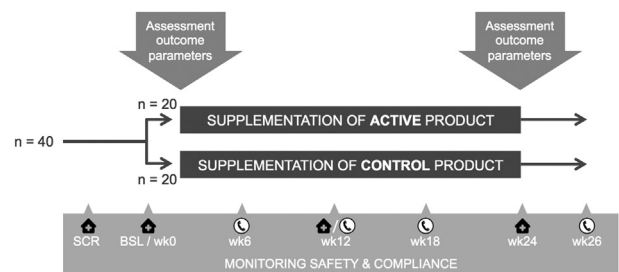 Assessment
outcome
parameters
Assessment
outcome
parameters
n = 20
SUPPLEMENTATION OF ACTIVE PRODUCT
n = 40
SUPPLEMENTATION OF CONTROL PRODUCT
n = 20
SCR BSL / wk0 wk6 / wk12 wk18 wk24 wk26
MONITORING SAFETY & COMPLIANCE